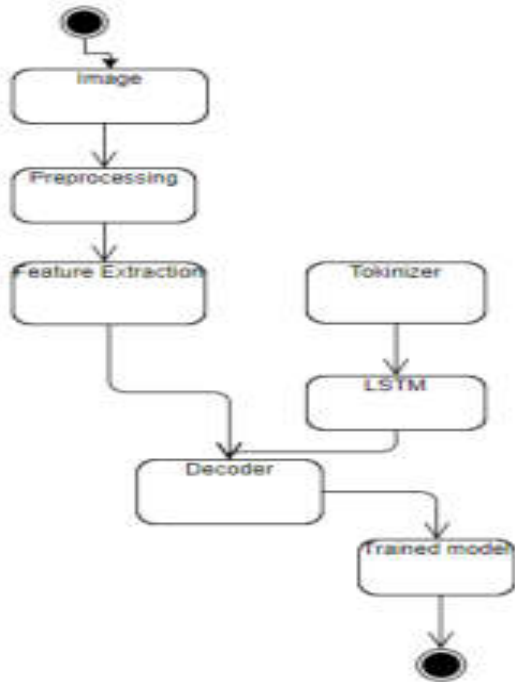 Image
Preprocessing
Feature Extraction
Tokinizer
LSTM
Decoder
Trained model